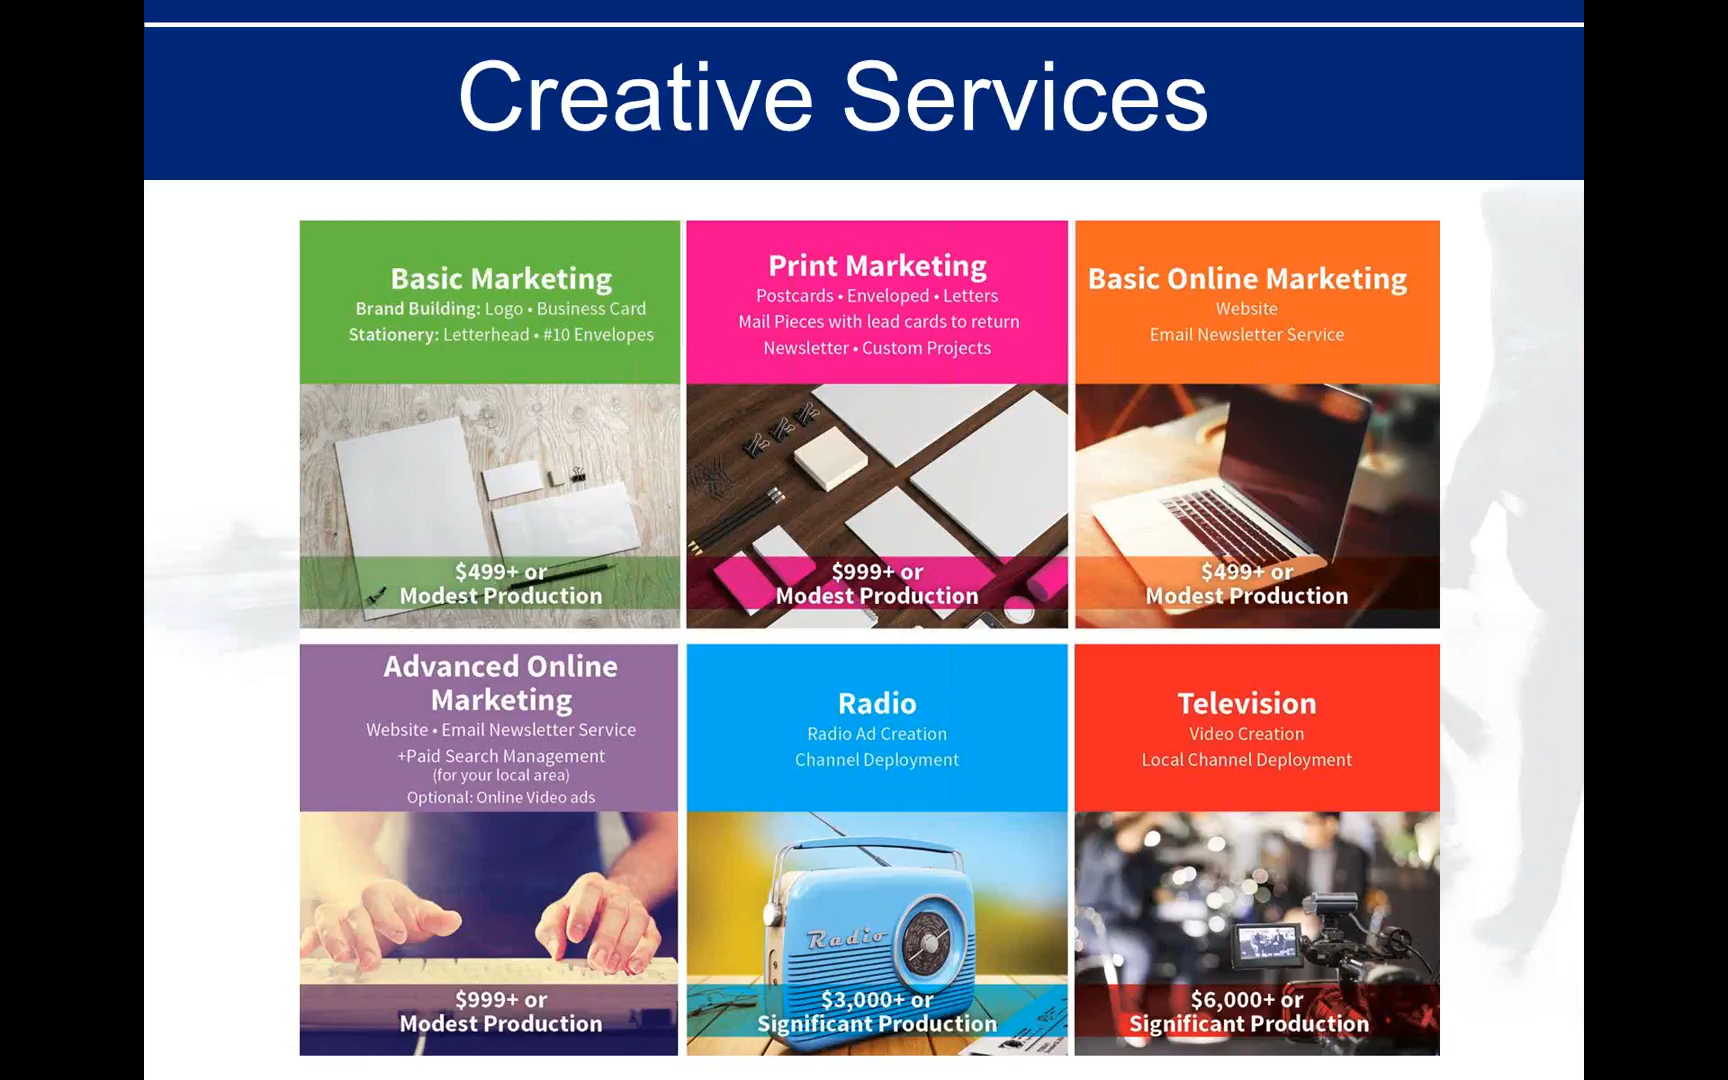 Creative Services
Basic Marketing
Brand Building: Logo • Business Card
Stationery: Letterhead • #10 Envelopes
$499+ or
Modest Production
Print Marketing
Postcards • Enveloped • Letters
Mail Pieces with lead cards to return
Newsletter • Custom Projects
$999+ or
Modest Production
Basic Online Marketing
Website
Email Newsletter Service
$499+ or
Modest Production
Advanced Online
Marketing
Website • Email Newsletter Service
+Paid Search Management
(for your local area)
Optional: Online Video ads
$999+ or
Modest Production
Radio
Radio Ad Creation
Channel Deployment
Radio
$3,000+ or
Significant Production
Television
Video Creation
Local Channel Deployment
$6,000+ or
Significant Production